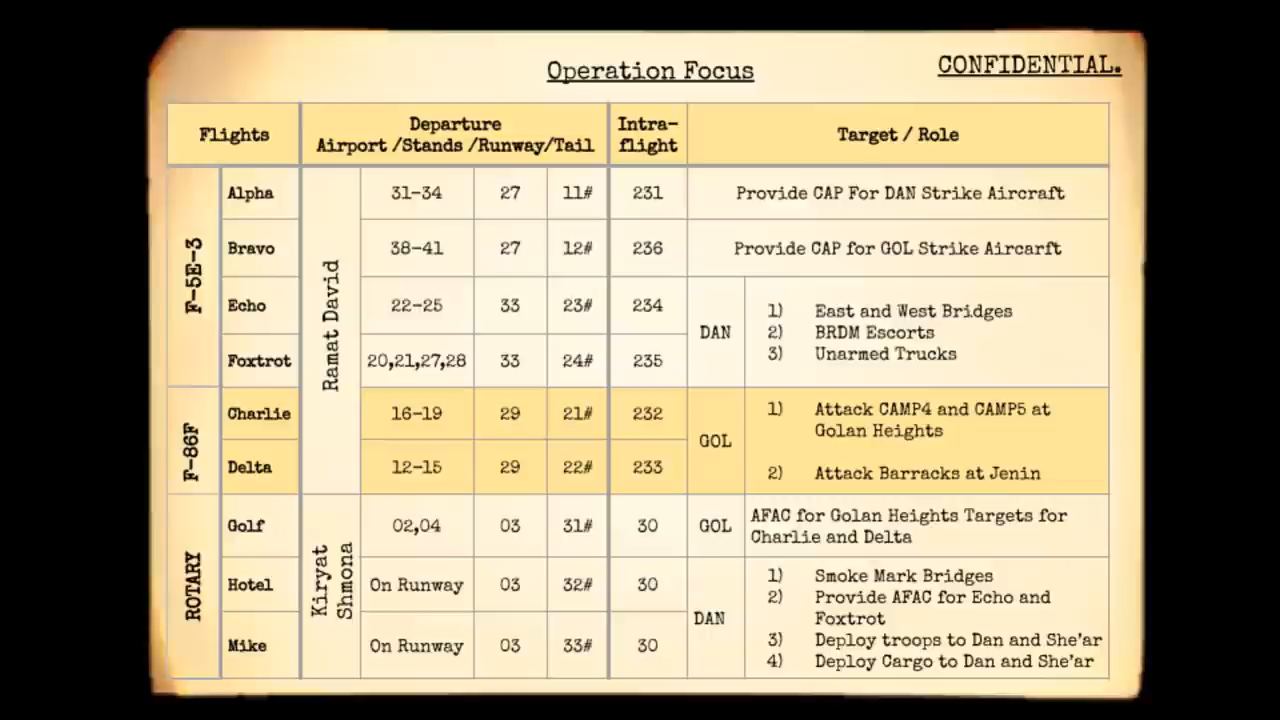 Operation Focus
CONFIDENTIAL.
Flights
Departure
Airport /Stands /Runway/Tail
Intra-
flight
Target / Role
F-5E-3
Ramat David
Alpha 31-34 27 11# 231 Provide CAP For DAN Strike Aircraft
Bravo 38-41 27 12# 236 Provide CAP for GOL Strike Aircarft
Echo 22-25 33 23# 234
Foxtrot 20,21,27,28 33 24# 235
DAN
1) East and West Bridges
2) BRDM Escorts
3) Unarmed Trucks
F-86F
Charlie 16-19 29 21# 232
Delta 12-15 29 22# 233
GOL
1) Attack CAMP4 and CAMP5 at
Golan Heights
2) Attack Barracks at Jenin
ROTARY
Kiryat
Shmona
Golf 02,04 03 31# 30 GOL
AFAC for Golan Heights Targets for
Charlie and Delta
Hotel On Runway 03 32# 30
Mike On Runway 03 33# 30
DAN
1) Smoke Mark Bridges
2) Provide AFAC for Echo and
Foxtrot
3) Deploy troops to Dan and She'ar
4) Deploy Cargo to Dan and She'ar